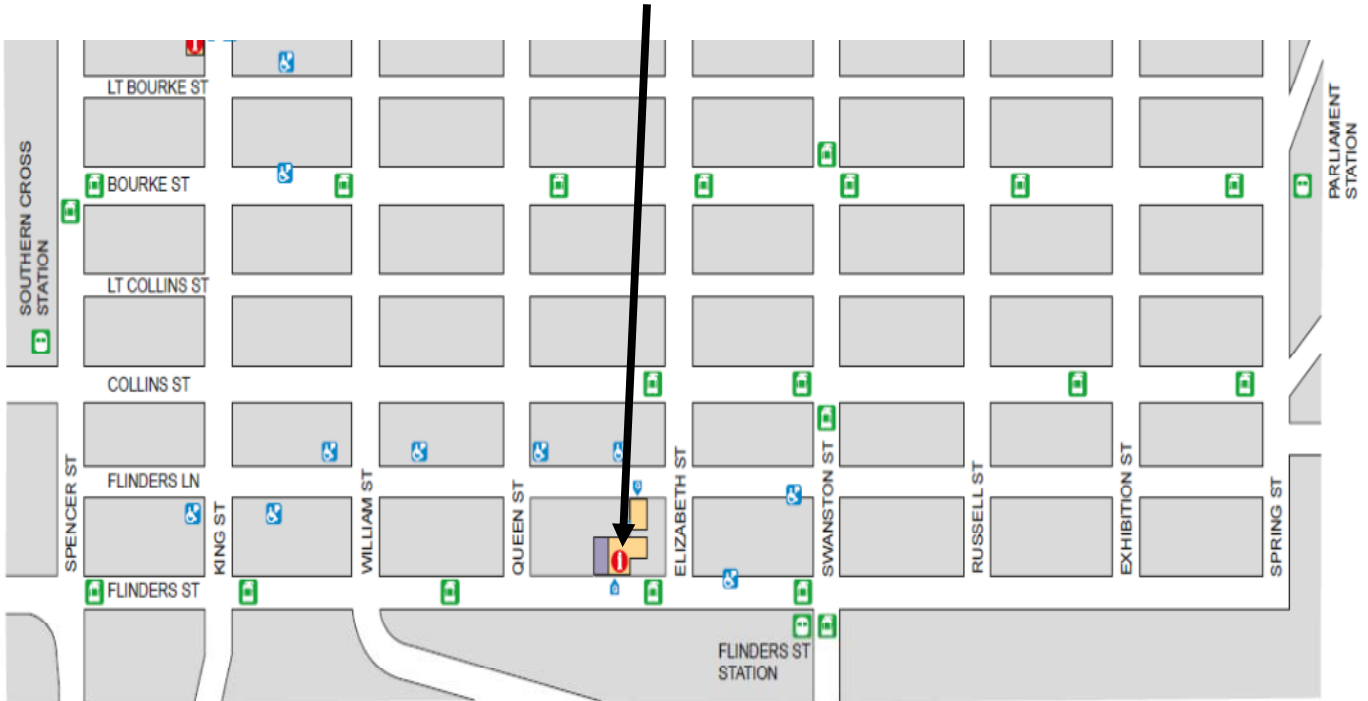 LT BOURKE ST
BOURKE ST
LT COLLINS ST
COLLINS ST
FLINDERS LN
FLINDERS ST
SOUTHERN CROSS
STATION
PARLIAMENT
STATION
SPENCER ST
KING ST
WILLIAM ST
QUEEN ST
ELIZABETH ST
SWANSTON ST
RUSSELL ST
EXHIBITION ST
SPRING ST
FLINDERS ST
STATION